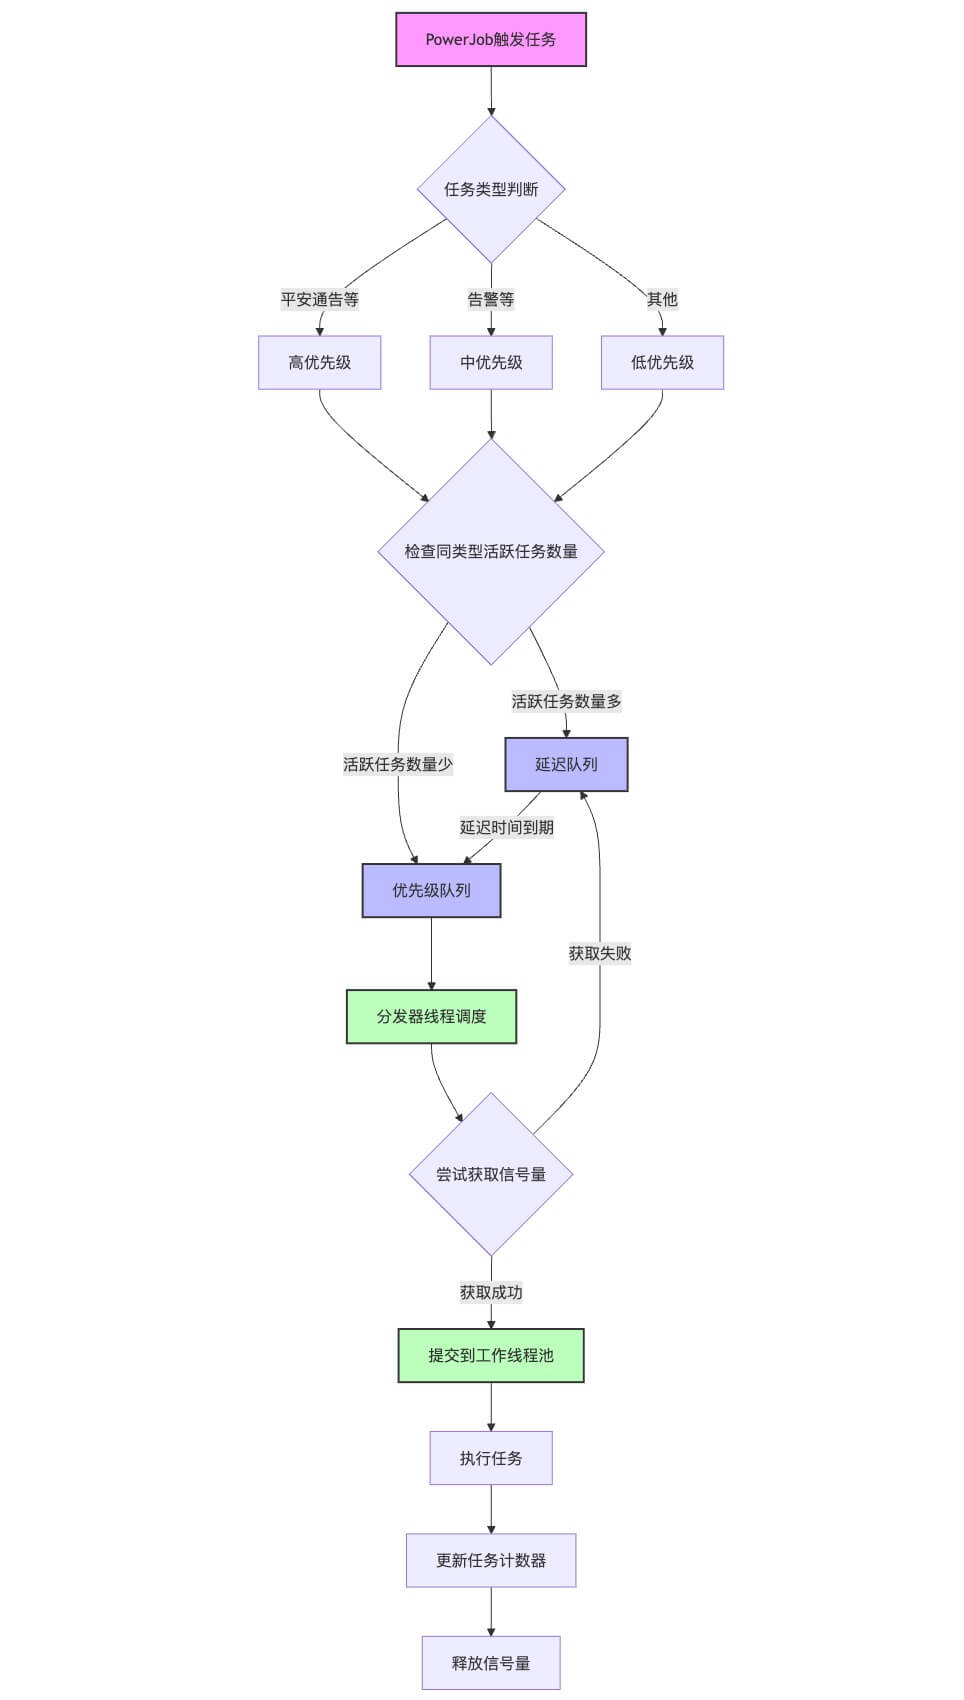 PowerJob触发任务
任务类型判断
平安通告等
告警等
其他
高优先级
中优先级
低优先级
检查同类型活跃任务数量
活跃任务数量多
活跃任务数量少
延迟队列
延迟时间到期
优先级队列
获取失败
分发器线程调度
尝试获取信号量
获取成功
提交到工作线程池
执行任务
更新任务计数器
释放信号量